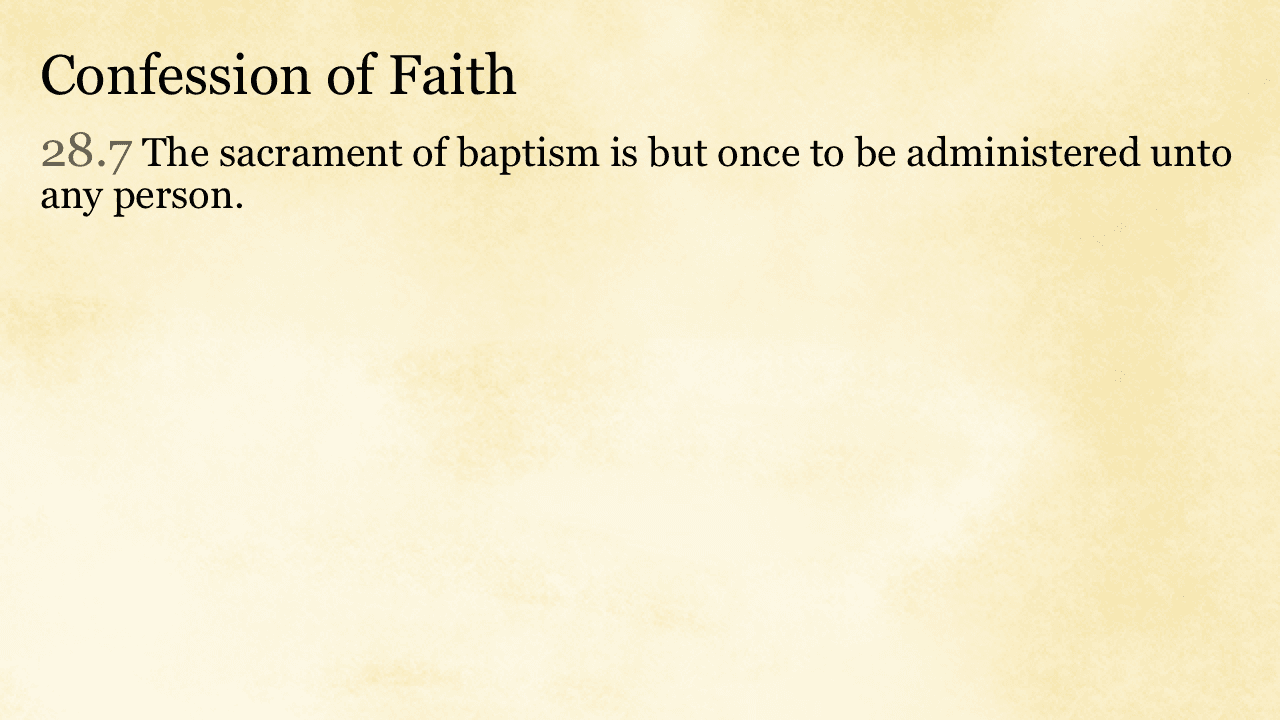 Confession of Faith
28.7 The sacrament of baptism is but once to be administered unto
any person.